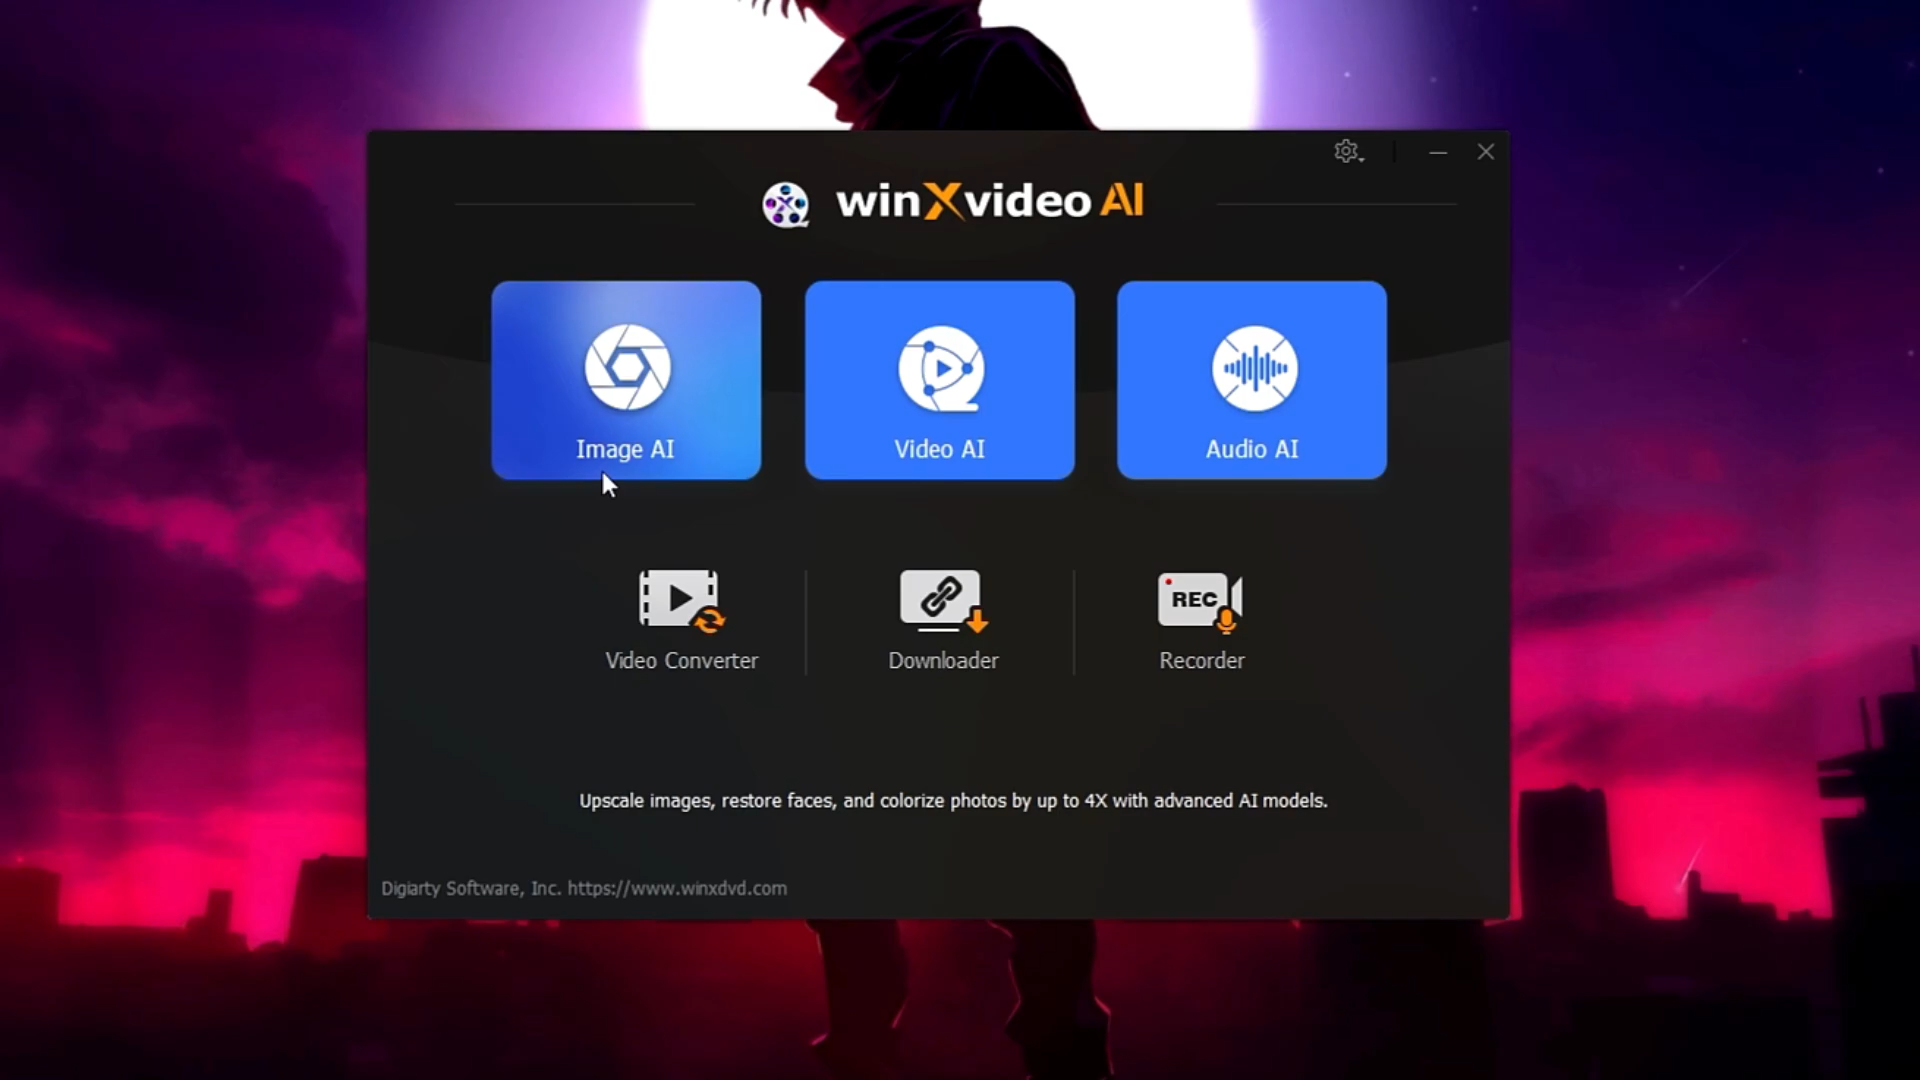 winXvideo AI
Image AI
Video AI
Audio AI
REC
Video Converter
Downloader
Recorder
Upscale images, restore faces, and colorize photos by up to 4X with advanced AI models.
Digiarty Software, Inc. https://www.winxdvd.com